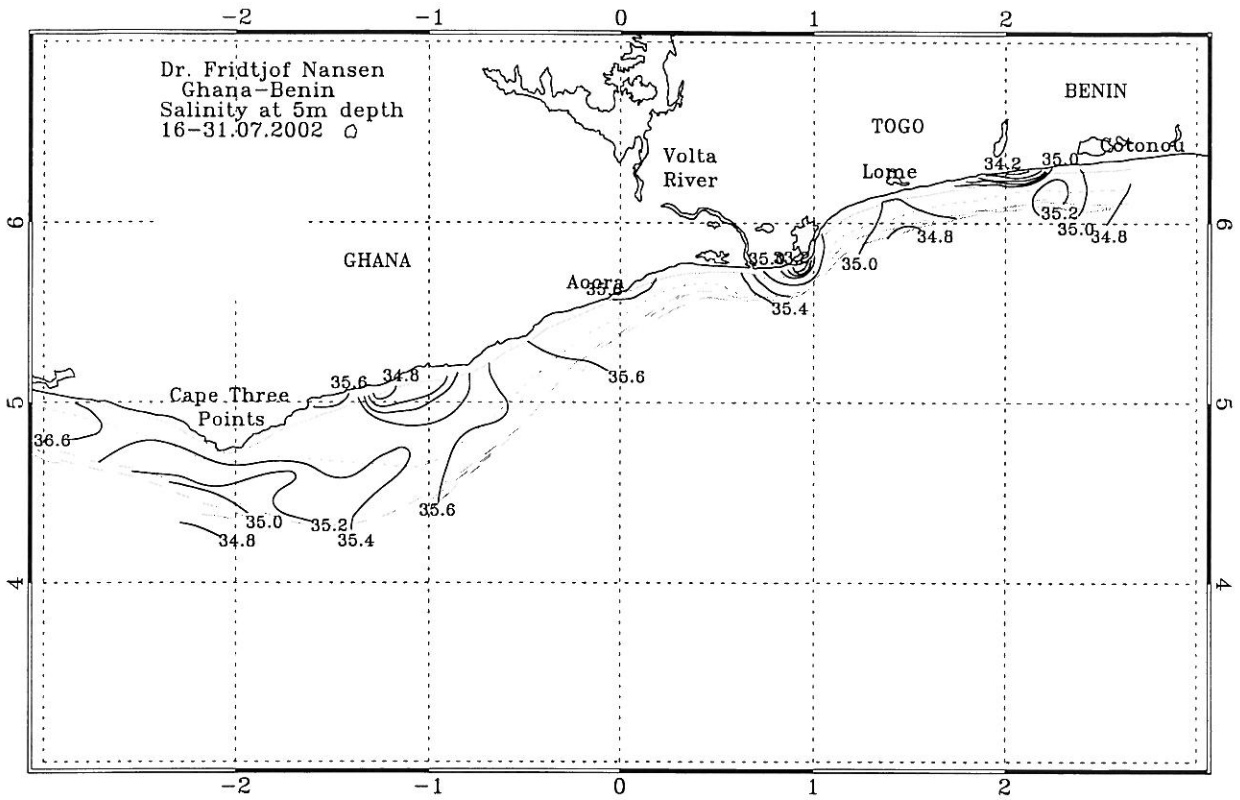 -2 -1 0 1 2
Dr. Fridtjof Nansen
Ghana-Benin
Salinity at 5m depth
16-31.07.2002
BENIN
TOGO
Cotonou
Volta
River
Lome
34.2 35.0
35.2
35.0 34.8
34.8
35.0
6 6
GHANA
Accra
35.6
35.4
35.6
Cape Three
Points
35.6 34.8
5 5
36.6
35.6
35.0 35.2
34.8 35.4
4 4
-2 -1 0 1 2